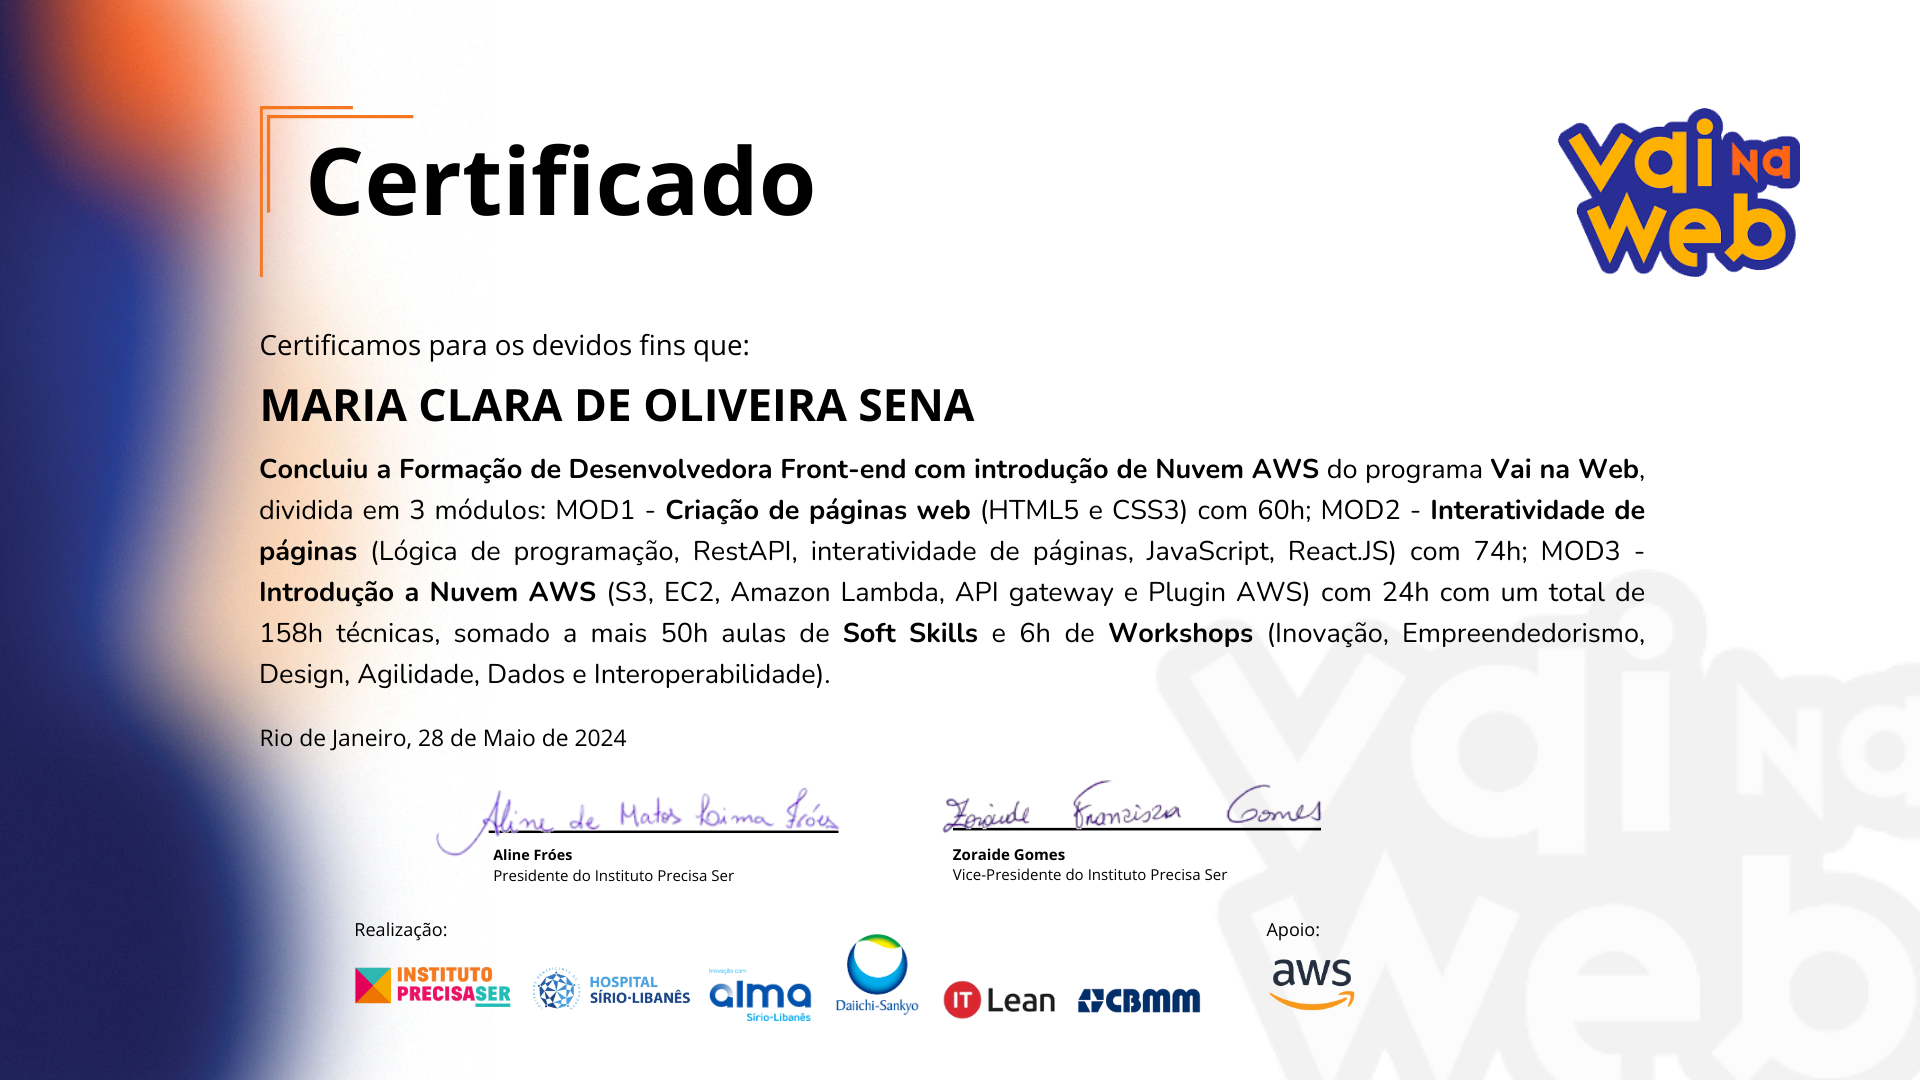 Certificado
vai na
web
Certificamos para os devidos fins que:
MARIA CLARA DE OLIVEIRA SENA
Concluiu a Formação de Desenvolvedora Front-end com introdução de Nuvem AWS do programa Vai na Web,
dividida em 3 módulos: MOD1 - Criação de páginas web (HTML5 e CSS3) com 60h; MOD2 - Interatividade de
páginas (Lógica de programação, RestAPI, interatividade de páginas, JavaScript, React.JS) com 74h; MOD3 -
Introdução a Nuvem AWS (S3, EC2, Amazon Lambda, API gateway e Plugin AWS) com 24h com um total de
158h técnicas, somado a mais 50h aulas de Soft Skills e 6h de Workshops (Inovação, Empreendedorismo,
Design, Agilidade, Dados e Interoperabilidade).
Rio de Janeiro, 28 de Maio de 2024
Aline de Matos Lima Fróes
Zoraide Francisca Gomes
Aline Fróes
Presidente do Instituto Precisa Ser
Zoraide Gomes
Vice-Presidente do Instituto Precisa Ser
Realização:
Apoio:
INSTITUTO
PRECISASER
HOSPITAL
SÍRIO-LIBANÊS
Inovação com
alma
Sírio-Libanês
Daiichi-Sankyo
IT Lean
CBMM
aws
vai na
web